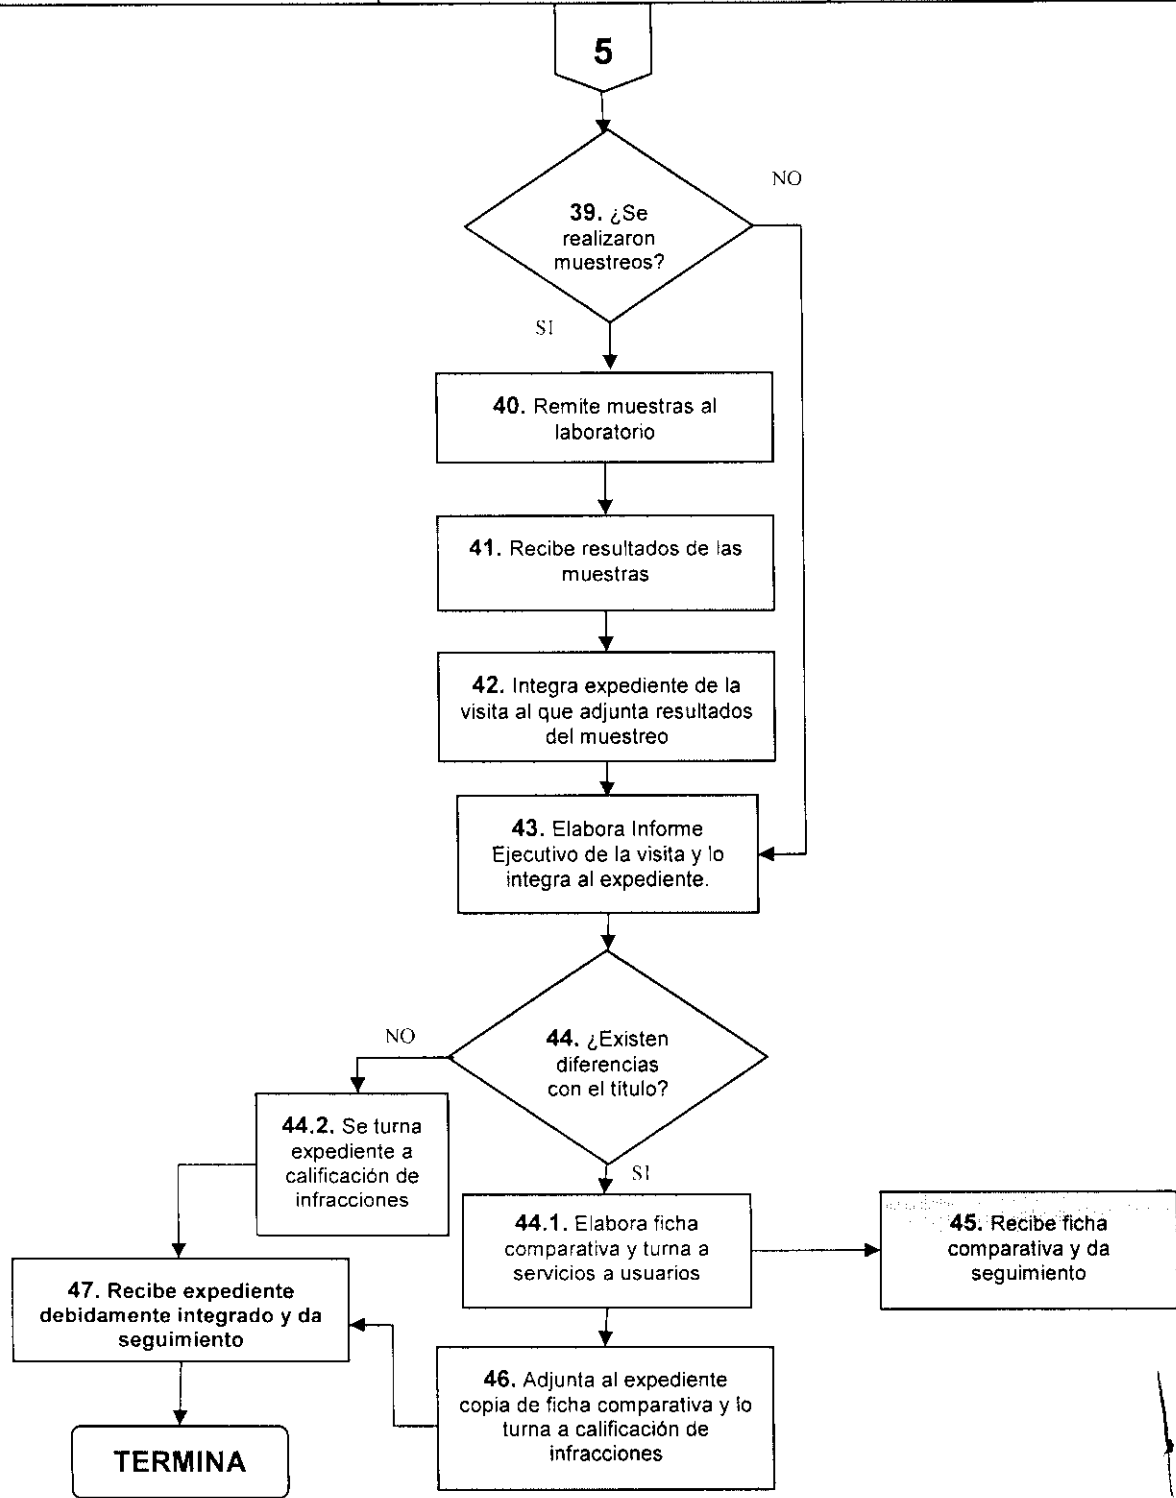 5
NO
39. ¿Se
realizaron
muestreos?
SI
40. Remite muestras al
laboratorio
41. Recibe resultados de las
muestras
42. Integra expediente de la
visita al que adjunta resultados
del muestreo
43. Elabora Informe
Ejecutivo de la visita y lo
integra al expediente.
NO
44. ¿Existen
diferencias
con el título?
44.2. Se turna
expediente a
calificación de
infracciones
SI
44.1. Elabora ficha
comparativa y turna a
servicios a usuarios
45. Recibe ficha
comparativa y da
seguimiento
47. Recibe expediente
debidamente integrado y da
seguimiento
46. Adjunta al expediente
copia de ficha comparativa y lo
turna a calificación de
infracciones
TERMINA